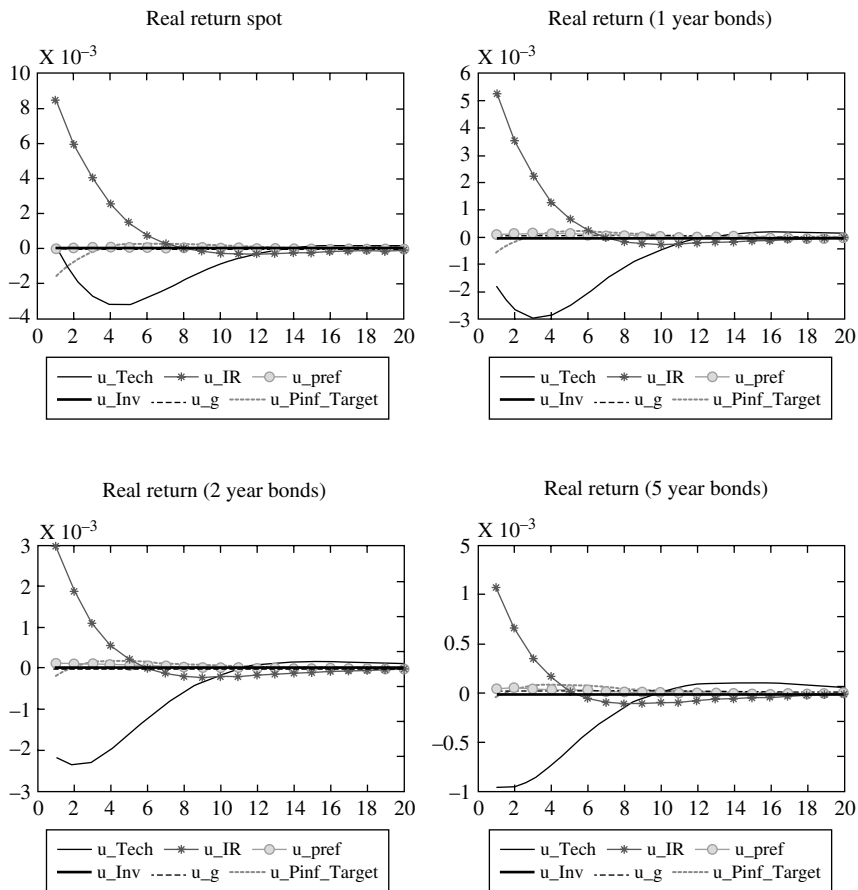 Real return spot
X 10⁻³
10
8
6
4
2
0
−2
−4
0 2 4 6 8 10 12 14 16 18 20
u_Tech u_IR u_pref
u_Inv u_g u_Pinf_Target
Real return (1 year bonds)
X 10⁻³
6
5
4
3
2
1
0
−1
−2
−3
0 2 4 6 8 10 12 14 16 18 20
u_Tech u_IR u_pref
u_Inv u_g u_Pinf_Target
Real return (2 year bonds)
X 10⁻³
3
2
3
0
−1
−2
−3
0 2 4 6 8 10 12 14 16 18 20
u_Tech u_IR u_pref
u_Inv u_g u_Pinf_Target
Real return (5 year bonds)
X 10⁻³
5
1
0.5
0
−0.5
−1
0 2 4 6 8 10 12 14 16 18 20
u_Tech u_IR u_pref
u_Inv u_g u_Pinf_Target